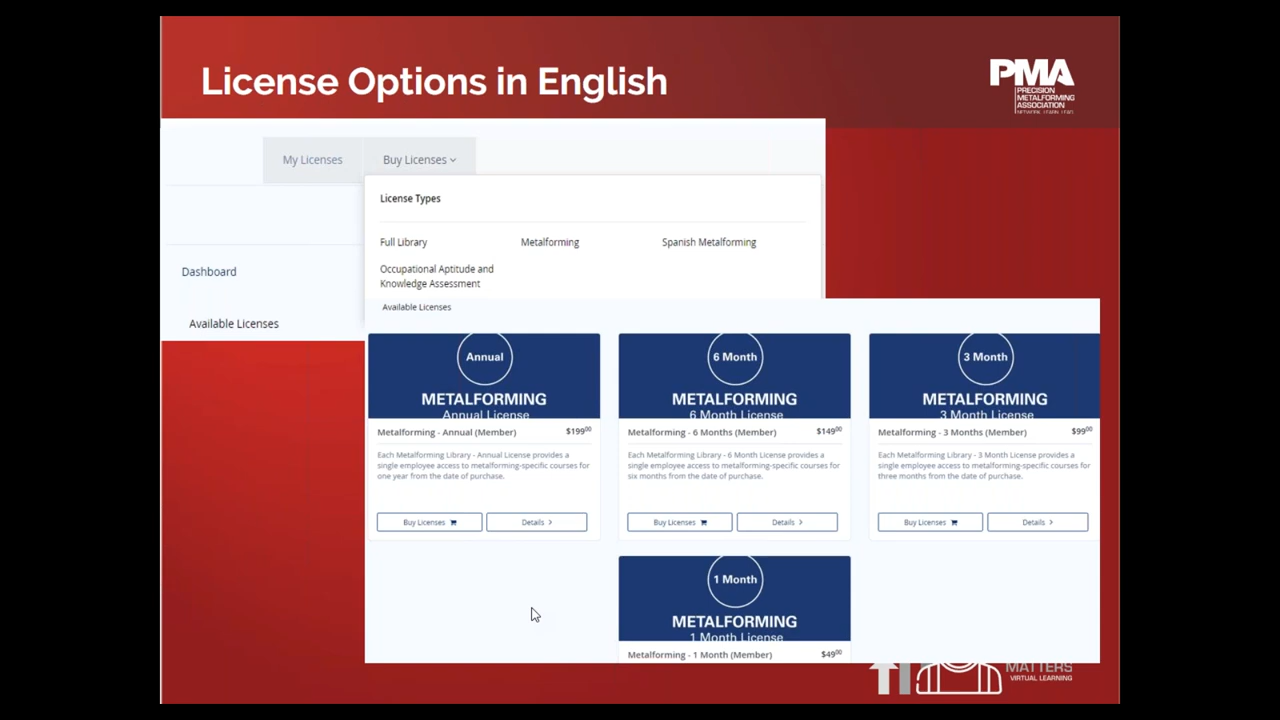 License Options in English
PMA
PRECISION
METALFORMING
ASSOCIATION
NETWORK. LEARN. LEAD.
My Licenses
Buy Licenses
License Types
Full Library
Metalforming
Spanish Metalforming
Occupational Aptitude and
Knowledge Assessment
Dashboard
Available Licenses
Available Licenses
Annual
METALFORMING
Annual License
Metalforming - Annual (Member) $199.00
Each Metalforming Library - Annual License provides a
single employee access to metalforming-specific courses for
one year from the date of purchase.
Buy Licenses
Details >
6 Month
METALFORMING
6 Month License
Metalforming - 6 Months (Member) $149.00
Each Metalforming Library - 6 Month License provides a
single employee access to metalforming-specific courses for
six months from the date of purchase.
Buy Licenses
Details >
3 Month
METALFORMING
3 Month License
Metalforming - 3 Months (Member) $99.00
Each Metalforming Library - 3 Month License provides a
single employee access to metalforming-specific courses for
three months from the date of purchase.
Buy Licenses
Details >
1 Month
METALFORMING
1 Month License
Metalforming - 1 Month (Member) $49.00
MATTERS
VIRTUAL LEARNING